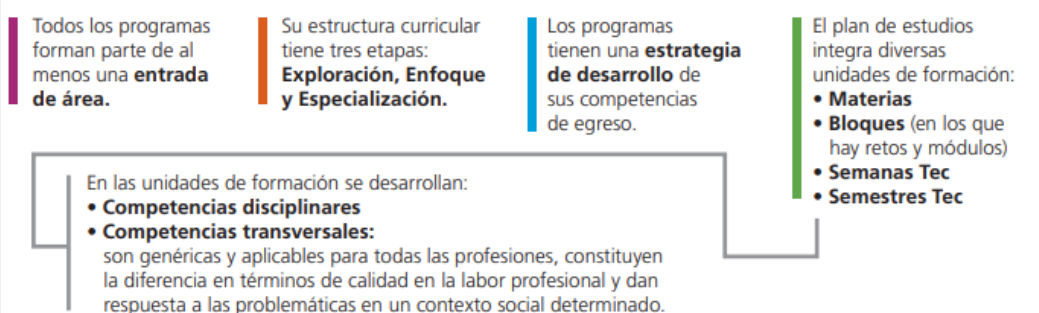 Todos los programas
forman parte de al
menos una entrada
de área.
Su estructura curricular
tiene tres etapas:
Exploración, Enfoque
y Especialización.
Los programas
tienen una estrategia
de desarrollo de
sus competencias
de egreso.
El plan de estudios
integra diversas
unidades de formación:
• Materias
• Bloques (en los que
hay retos y módulos)
• Semanas Tec
• Semestres Tec
En las unidades de formación se desarrollan:
• Competencias disciplinares
• Competencias transversales:
son genéricas y aplicables para todas las profesiones, constituyen
la diferencia en términos de calidad en la labor profesional y dan
respuesta a las problemáticas en un contexto social determinado.